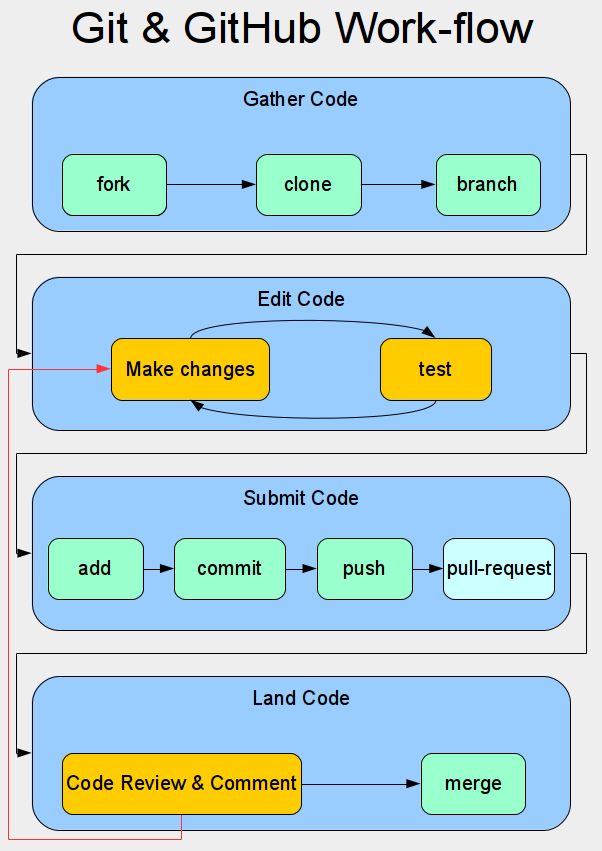 Git & GitHub Work-flow
Gather Code
fork
clone
branch
Edit Code
Make changes
test
Submit Code
add
commit
push
pull-request
Land Code
Code Review & Comment
merge